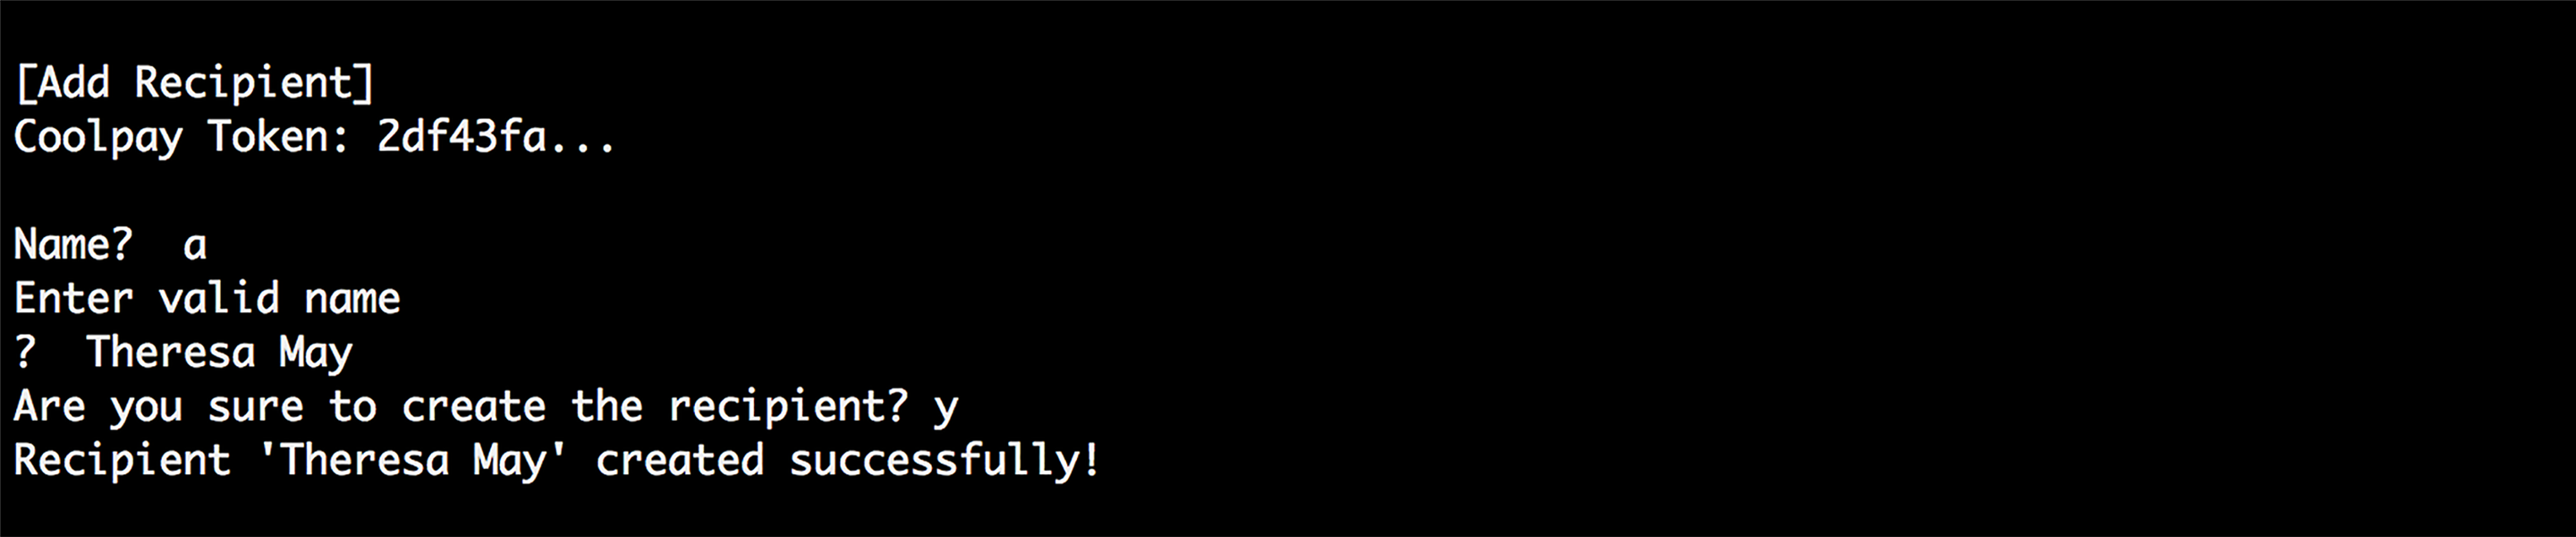 [Add Recipient]
Coolpay Token: 2df43fa...
Name?  a
Enter valid name
?  Theresa May
Are you sure to create the recipient? y
Recipient 'Theresa May' created successfully!